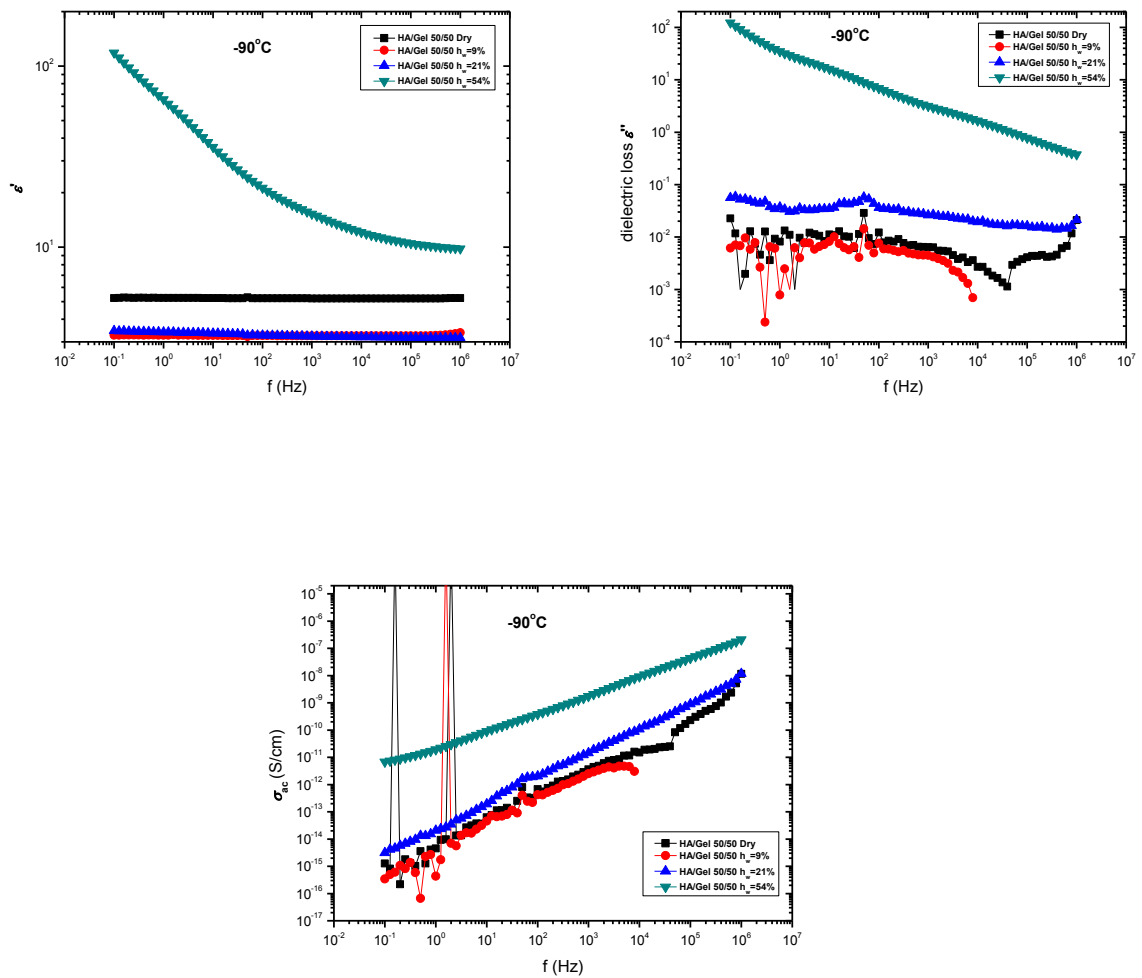 -90°C
HA/Gel 50/50 Dry
HA/Gel 50/50 h_w=9%
HA/Gel 50/50 h_w=21%
HA/Gel 50/50 h_w=54%
10²
10¹
ε'
10⁻² 10⁻¹ 10⁰ 10¹ 10² 10³ 10⁴ 10⁵ 10⁶ 10⁷
f (Hz)
-90°C
HA/Gel 50/50 Dry
HA/Gel 50/50 h_w=9%
HA/Gel 50/50 h_w=21%
HA/Gel 50/50 h_w=54%
10²
10¹
10⁰
10⁻¹
10⁻²
10⁻³
10⁻⁴
dielectric loss ε''
10⁻² 10⁻¹ 10⁰ 10¹ 10² 10³ 10⁴ 10⁵ 10⁶ 10⁷
f (Hz)
-90°C
10⁻⁵
10⁻⁶
10⁻⁷
10⁻⁸
10⁻⁹
10⁻¹⁰
10⁻¹¹
10⁻¹²
10⁻¹³
10⁻¹⁴
10⁻¹⁵
10⁻¹⁶
10⁻¹⁷
σ_ac (S/cm)
HA/Gel 50/50 Dry
HA/Gel 50/50 h_w=9%
HA/Gel 50/50 h_w=21%
HA/Gel 50/50 h_w=54%
10⁻² 10⁻¹ 10⁰ 10¹ 10² 10³ 10⁴ 10⁵ 10⁶ 10⁷
f (Hz)